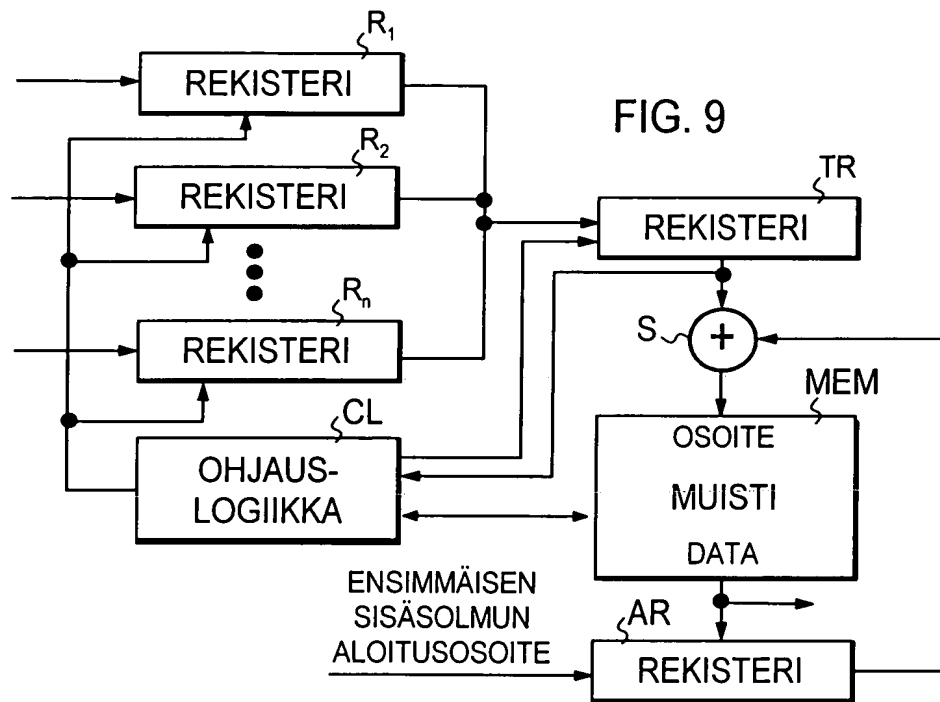 R1
REKISTERI
FIG. 9
R2
REKISTERI
TR
REKISTERI
Rn
REKISTERI
S
+
MEM
CL
OHJAUS-
LOGIIKKA
OSOITE
MUISTI
DATA
ENSIMMÄISEN
SISÄSOLMUN
ALOITUSOSOITE
AR
REKISTERI